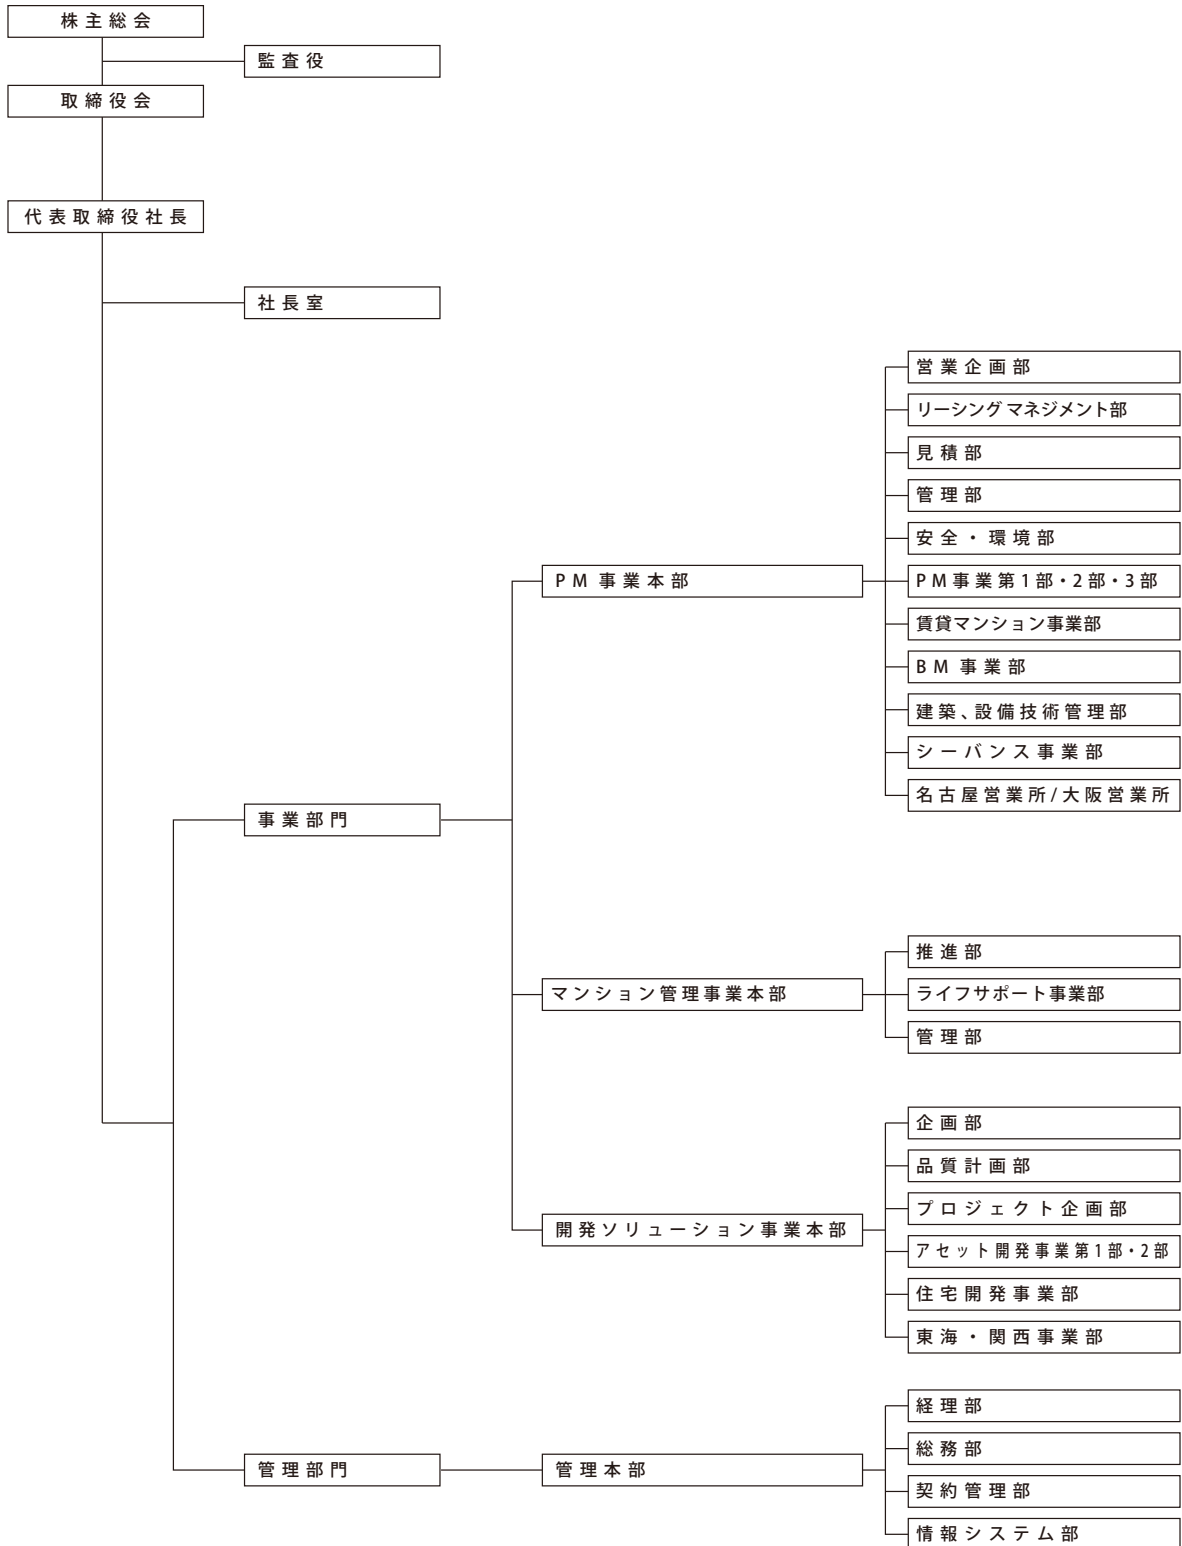 株主総会
監査役
取締役会
代表取締役社長
社長室
事業部門
PM 事業本部
営業企画部
リーシングマネジメント部
見積部
管理部
安全・環境部
PM事業第1部・2部・3部
賃貸マンション事業部
BM 事業部
建築、設備技術管理部
シーバンス事業部
名古屋営業所/大阪営業所
マンション管理事業本部
推進部
ライフサポート事業部
管理部
開発ソリューション事業本部
企画部
品質計画部
プロジェクト企画部
アセット開発事業第1部・2部
住宅開発事業部
東海・関西事業部
管理部門
管理本部
経理部
総務部
契約管理部
情報システム部